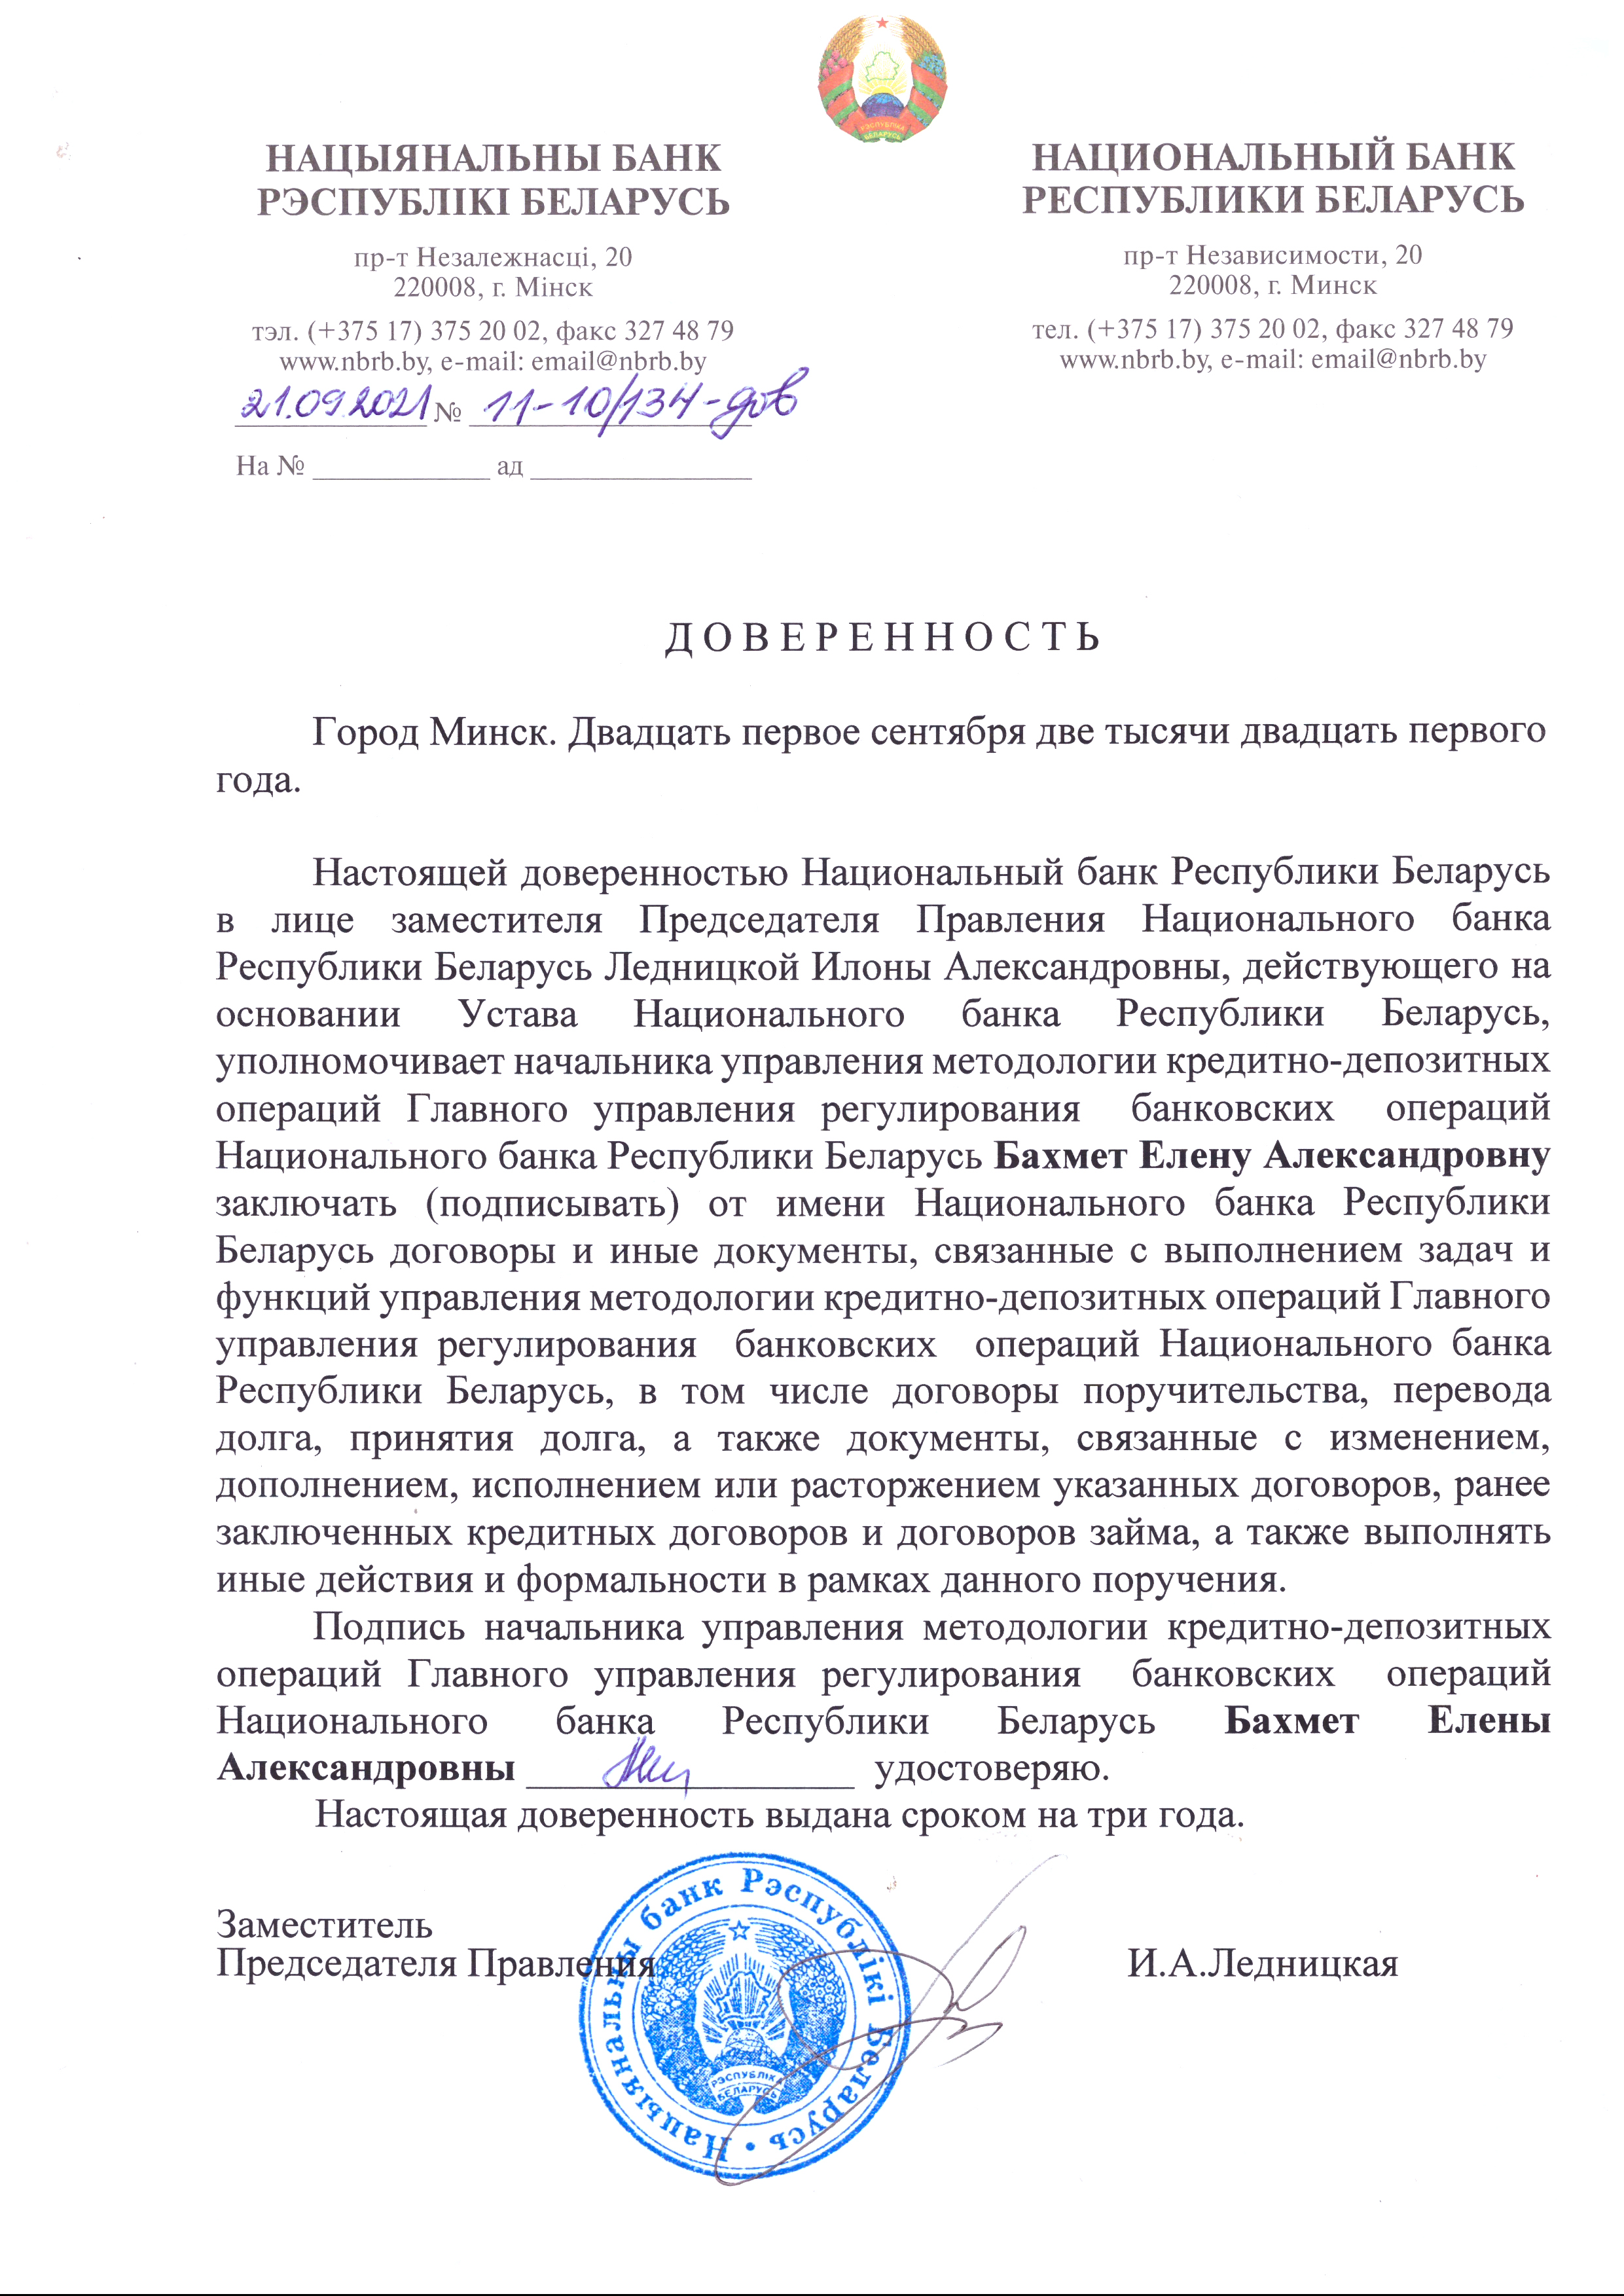 РЭСПУБЛІКА
БЕЛАРУСЬ
НАЦЫЯНАЛЬНЫ БАНК
РЭСПУБЛІКІ БЕЛАРУСЬ
пр-т Незалежнасці, 20
220008, г. Мінск
тэл. (+375 17) 375 20 02, факс 327 48 79
www.nbrb.by, e-mail: email@nbrb.by
21.09.2021 № 11-10/134-дов
На № ____________ ад ____________
НАЦИОНАЛЬНЫЙ БАНК
РЕСПУБЛИКИ БЕЛАРУСЬ
пр-т Независимости, 20
220008, г. Минск
тел. (+375 17) 375 20 02, факс 327 48 79
www.nbrb.by, e-mail: email@nbrb.by
ДОВЕРЕННОСТЬ
Город Минск. Двадцать первое сентября две тысячи двадцать первого
года.
Настоящей доверенностью Национальный банк Республики Беларусь
в лице заместителя Председателя Правления Национального банка
Республики Беларусь Ледницкой Илоны Александровны, действующего на
основании Устава Национального банка Республики Беларусь,
уполномочивает начальника управления методологии кредитно-депозитных
операций Главного управления регулирования банковских операций
Национального банка Республики Беларусь Бахмет Елену Александровну
заключать (подписывать) от имени Национального банка Республики
Беларусь договоры и иные документы, связанные с выполнением задач и
функций управления методологии кредитно-депозитных операций Главного
управления регулирования банковских операций Национального банка
Республики Беларусь, в том числе договоры поручительства, перевода
долга, принятия долга, а также документы, связанные с изменением,
дополнением, исполнением или расторжением указанных договоров, ранее
заключенных кредитных договоров и договоров займа, а также выполнять
иные действия и формальности в рамках данного поручения.
Подпись начальника управления методологии кредитно-депозитных
операций Главного управления регулирования банковских операций
Национального банка Республики Беларусь Бахмет Елены
Александровны ____________ удостоверяю.
Настоящая доверенность выдана сроком на три года.
Заместитель
Председателя Правления И.А.Ледницкая
Нацыянальны банк Рэспублікі Беларусь •
РЭСПУБЛІКА
БЕЛАРУСЬ